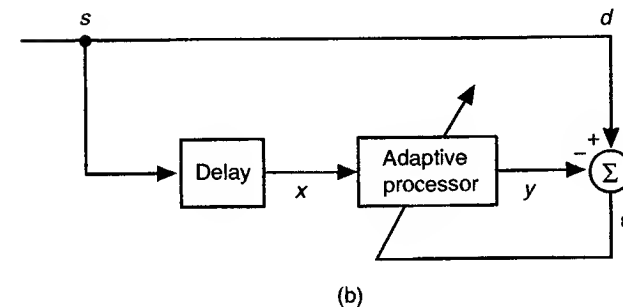 s d
Delay x Adaptive processor y − + Σ
(b)